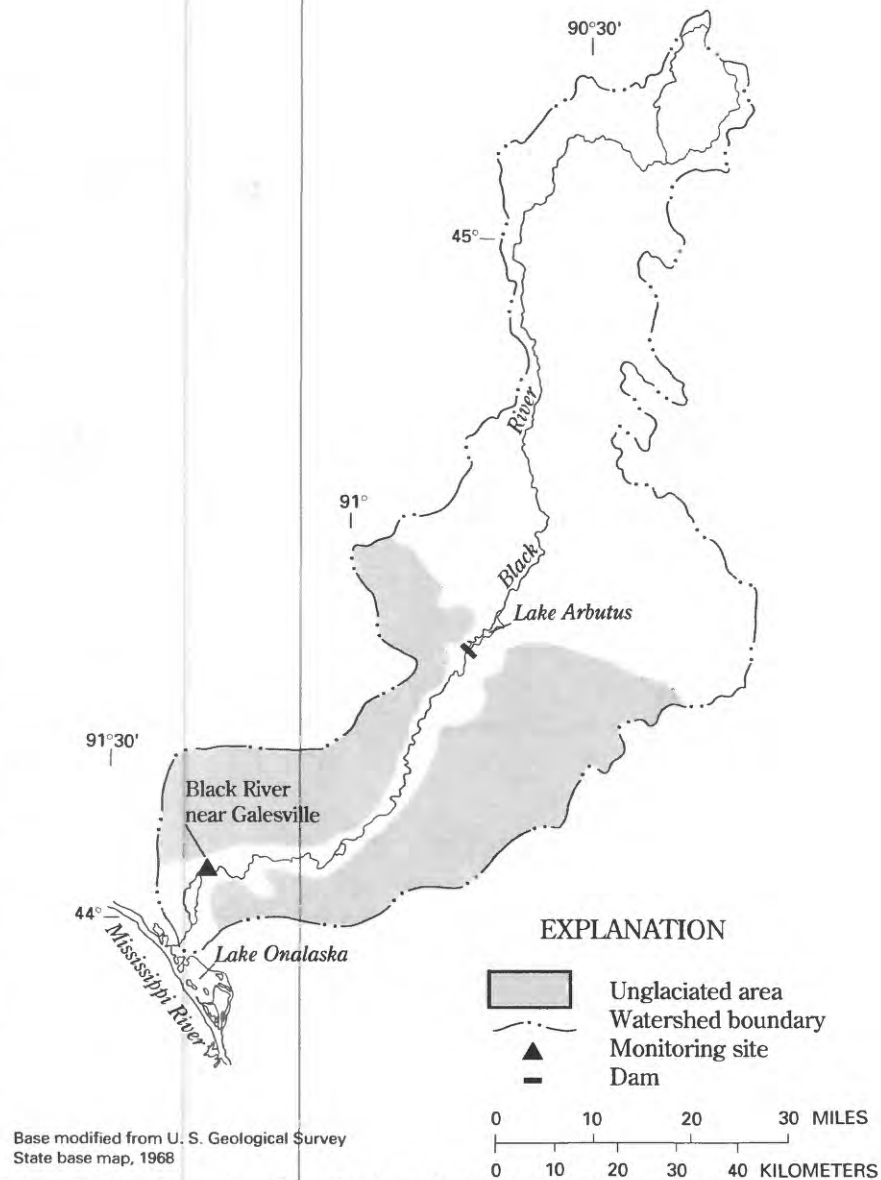 90°30'
45°
River
91°
Black
Lake Arbutus
91°30'
Black River
near Galesville
44°
Mississippi River
Lake Onalaska
EXPLANATION
Unglaciated area
Watershed boundary
Monitoring site
Dam
0 10 20 30 MILES
0 10 20 30 40 KILOMETERS
Base modified from U. S. Geological Survey
State base map, 1968